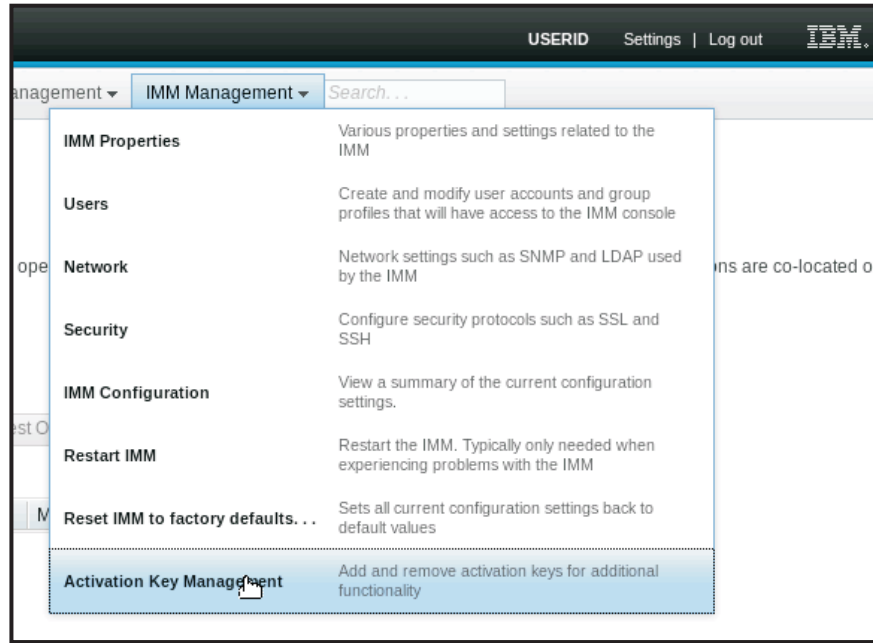 USERID Settings | Log out IBM.
anagement IMM Management Search. . .
IMM Properties
Various properties and settings related to the
IMM
Users
Create and modify user accounts and group
profiles that will have access to the IMM console
ope
Network
Network settings such as SNMP and LDAP used
by the IMM
ns are co-located o
Security
Configure security protocols such as SSL and
SSH
IMM Configuration
View a summary of the current configuration
settings.
est O
Restart IMM
Restart the IMM. Typically only needed when
experiencing problems with the IMM
M
Reset IMM to factory defaults. . .
Sets all current configuration settings back to
default values
Activation Key Management
Add and remove activation keys for additional
functionality